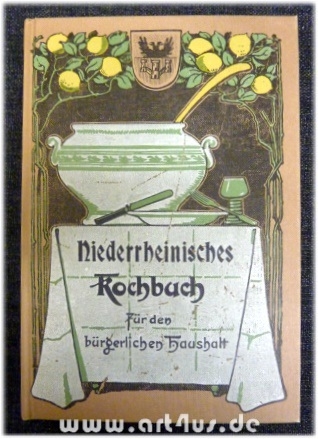 Niederrheinisches
Kochbuch
Für den
bürgerlichen Haushalt
www.art4us.de